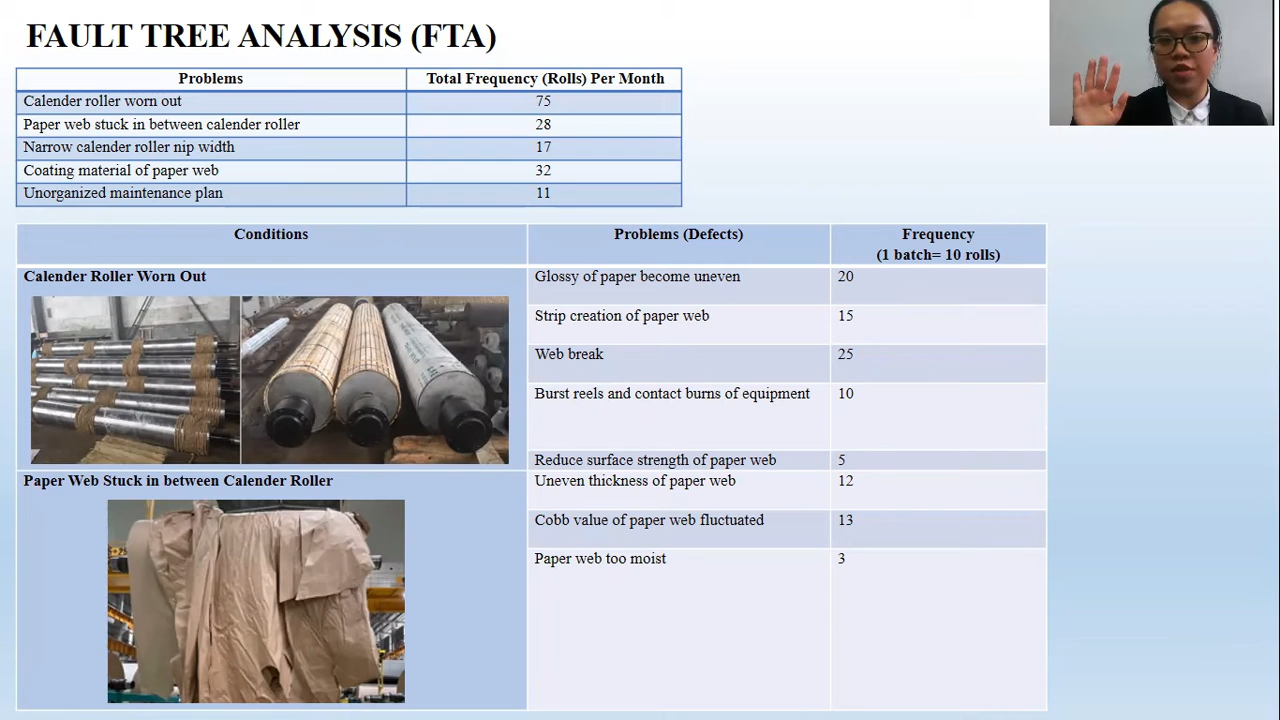 FAULT TREE ANALYSIS (FTA)
Problems Total Frequency (Rolls) Per Month
Calender roller worn out 75
Paper web stuck in between calender roller 28
Narrow calender roller nip width 17
Coating material of paper web 32
Unorganized maintenance plan 11
Conditions Problems (Defects) Frequency
(1 batch= 10 rolls)
Calender Roller Worn Out Glossy of paper become uneven 20
Strip creation of paper web 15
Web break 25
Burst reels and contact burns of equipment 10
Reduce surface strength of paper web 5
Paper Web Stuck in between Calender Roller Uneven thickness of paper web 12
Cobb value of paper web fluctuated 13
Paper web too moist 3